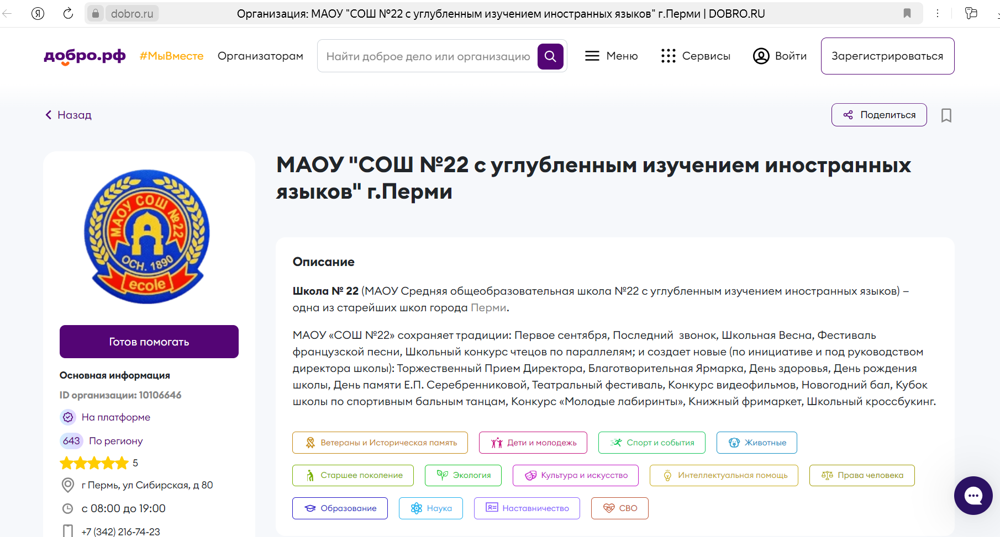 dobro.ru
Организация: МАОУ "СОШ №22 с углубленным изучением иностранных языков" г.Перми | DOBRO.RU
добро.рф
#МыВместе
Организаторам
Найти доброе дело или организацию
Меню
Сервисы
Войти
Зарегистрироваться
Назад
Поделиться
МАОУ СОШ №22
ОСН. 1890
ecole
Готов помогать
Основная информация
ID организации: 10106646
На платформе
643 По региону
5
г Пермь, ул Сибирская, д 80
с 08:00 до 19:00
+7 (342) 216-74-23
МАОУ "СОШ №22 с углубленным изучением иностранных
языков" г.Перми
Описание
Школа № 22 (МАОУ Средняя общеобразовательная школа №22 с углубленным изучением иностранных языков) –
одна из старейших школ города Перми.
МАОУ «СОШ №22» сохраняет традиции: Первое сентября, Последний звонок, Школьная Весна, Фестиваль
французской песни, Школьный конкурс чтецов по параллелям; и создает новые (по инициативе и под руководством
директора школы): Торжественный Прием Директора, Благотворительная Ярмарка, День здоровья, День рождения
школы, День памяти Е.П. Серебренниковой, Театральный фестиваль, Конкурс видеофильмов, Новогодний бал, Кубок
школы по спортивным бальным танцам, Конкурс «Молодые лабиринты», Книжный фримаркет, Школьный кроссбукинг.
Ветераны и Историческая память
Дети и молодежь
Спорт и события
Животные
Старшее поколение
Экология
Культура и искусство
Интеллектуальная помощь
Права человека
Образование
Наука
Наставничество
СВО